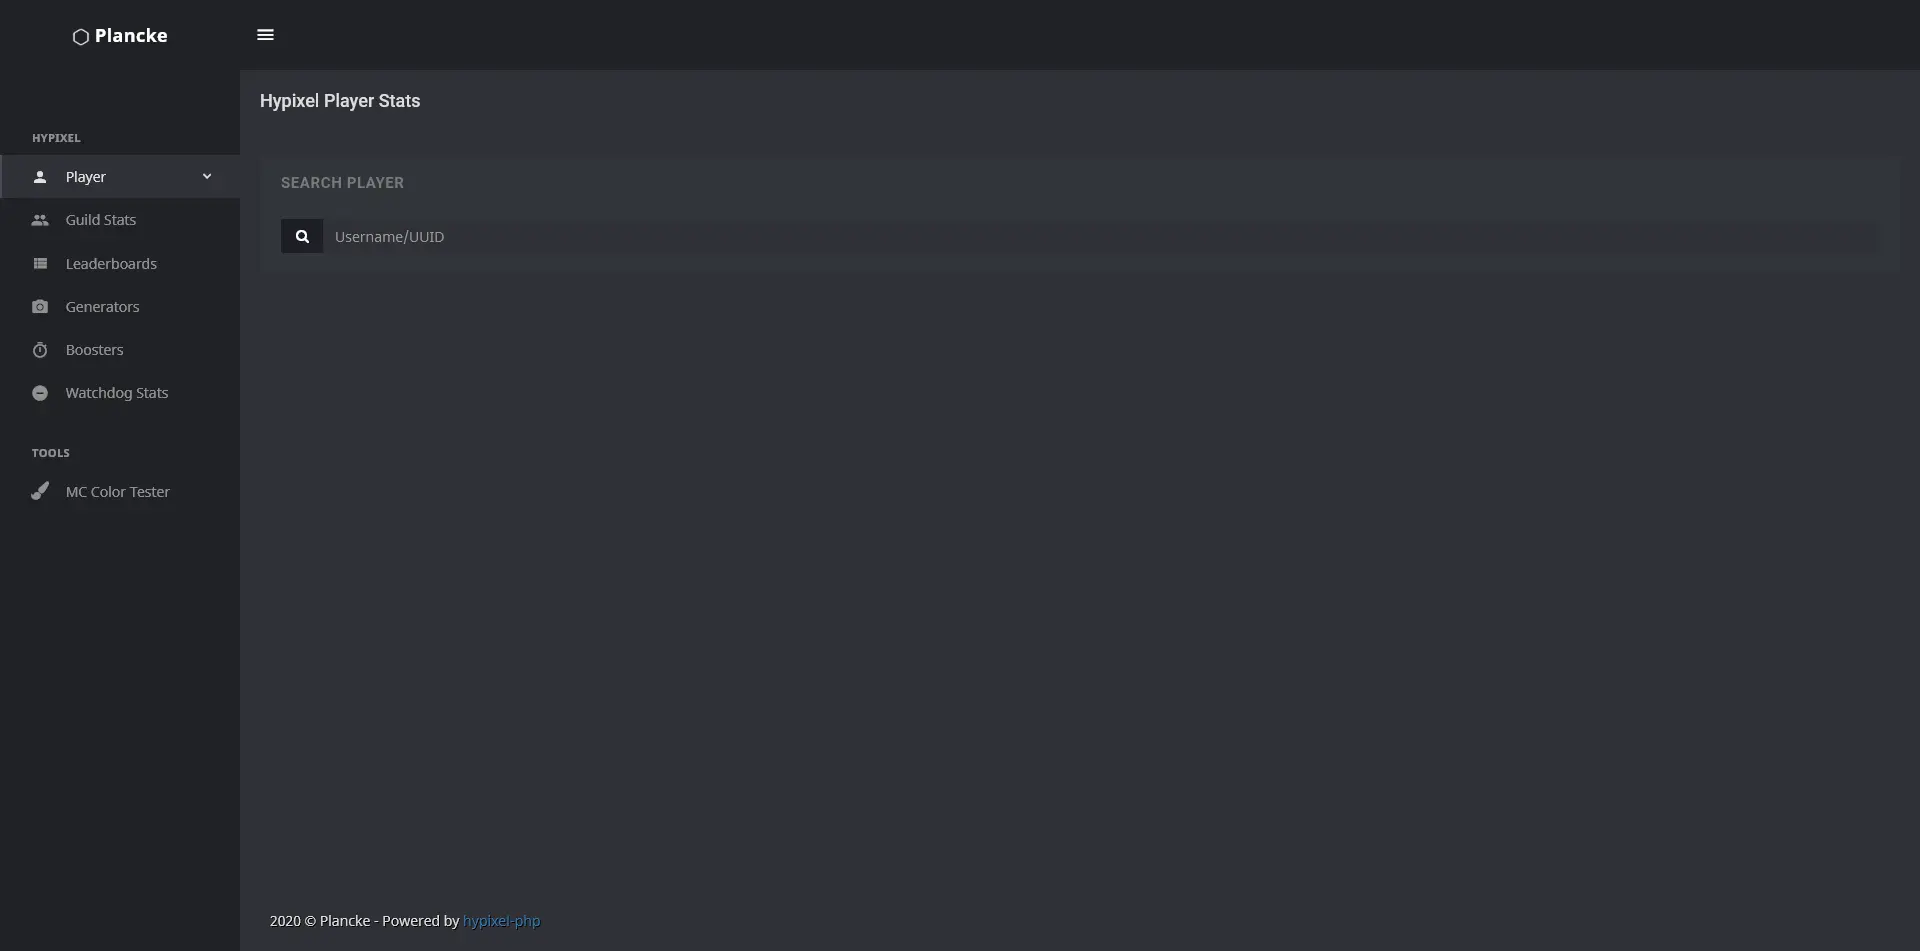 Plancke
Hypixel Player Stats
HYPIXEL
Player
Guild Stats
Leaderboards
Generators
Boosters
Watchdog Stats
TOOLS
MC Color Tester
SEARCH PLAYER
Username/UUID
2020 © Plancke - Powered by hypixel-php